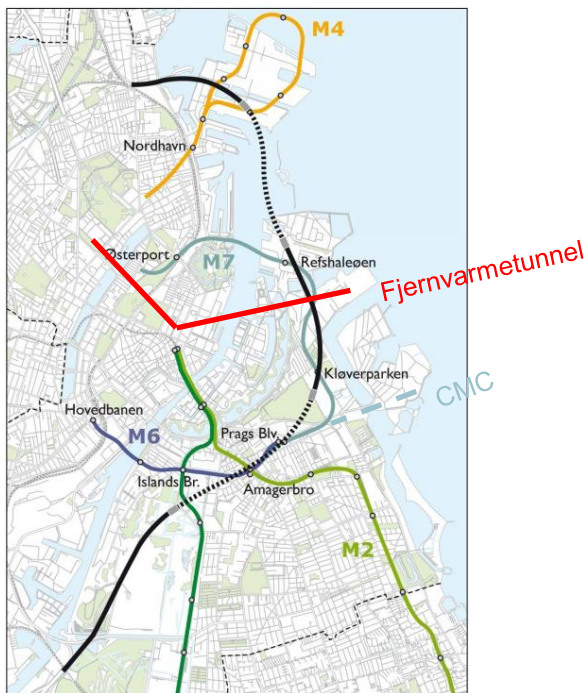 M4
Nordhavn
Østerport
M7
Refshaleøen
Fjernvarmetunnel
Kløverparken
CMC
Hovedbanen
M6
Prags Blv.
Islands Br.
Amagerbro
M2